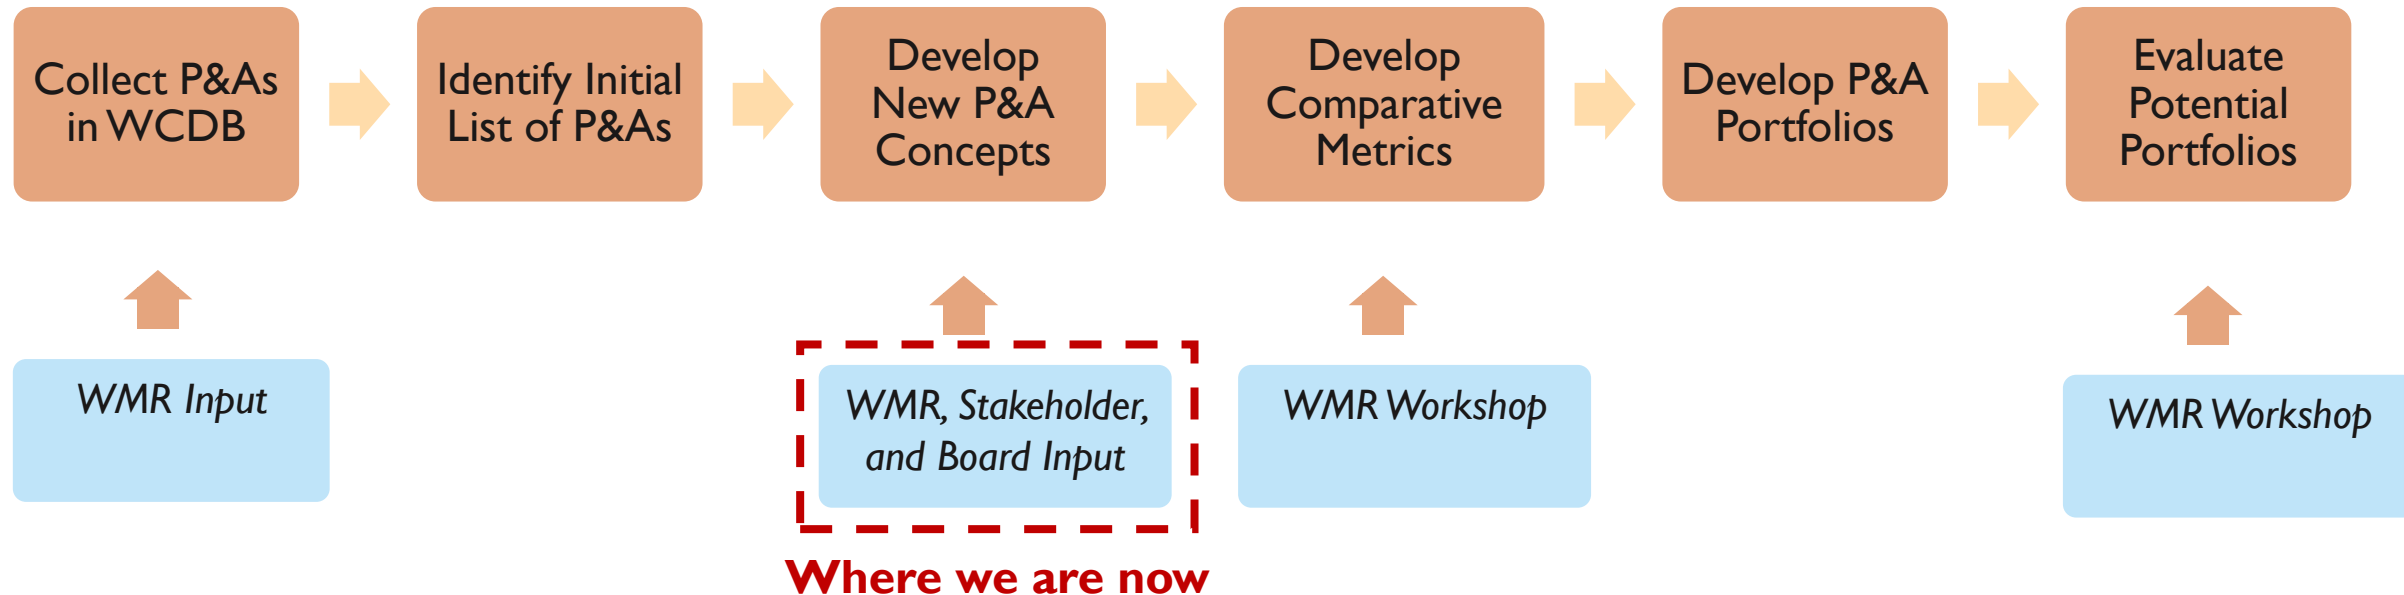 Collect P&As
in WCDB
Identify Initial
List of P&As
Develop
New P&A
Concepts
Develop
Comparative
Metrics
Develop P&A
Portfolios
Evaluate
Potential
Portfolios
WMR Input
WMR, Stakeholder,
and Board Input
WMR Workshop
WMR Workshop
Where we are now